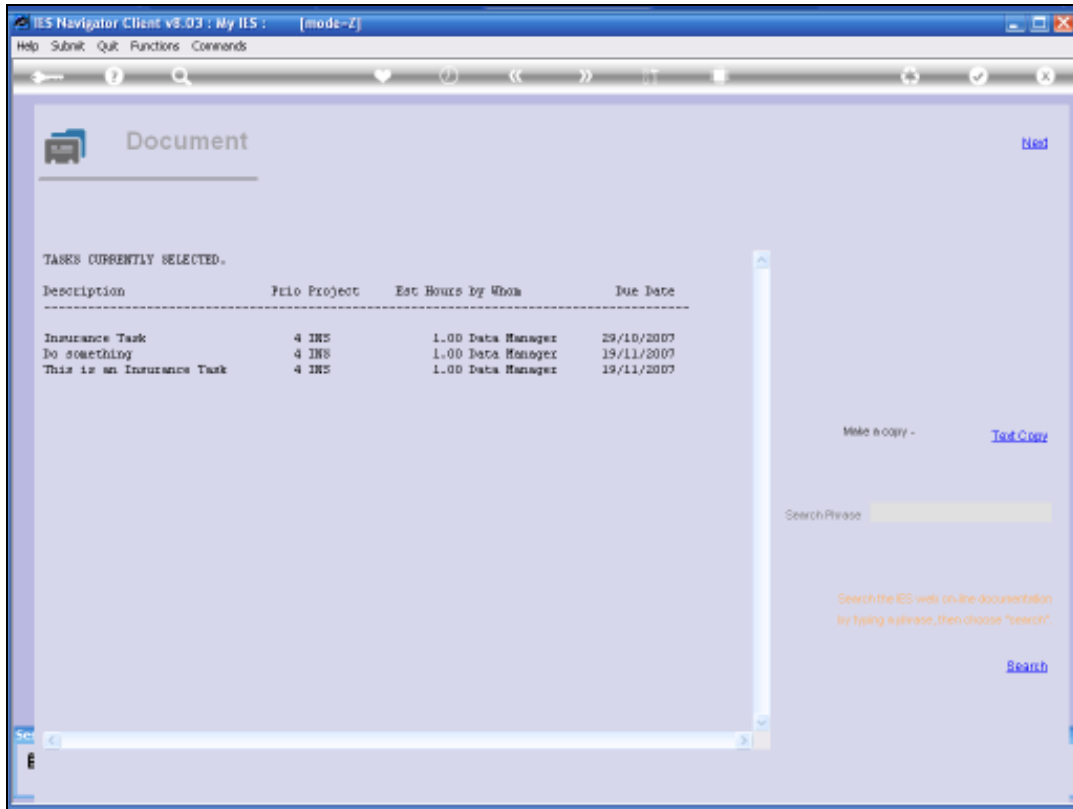 IES Navigator Client v8.03 : My IES : [mode=Z]
Help Submit Quit Functions Commands
Document
Next
TASKS CURRENTLY SELECTED.
Description Prio Project Est Hours by Whom Due Date
--------------------------------------------------------------------------------
Insurance Task 4 INS 1.00 Data Manager 29/10/2007
Do something 4 INS 1.00 Data Manager 19/11/2007
This is an Insurance Task 4 INS 1.00 Data Manager 19/11/2007
Make a copy -
Text Copy
Search Phrase
Search the IES web on-line documentation
by typing a phrase, then choose "search".
Search
Ses